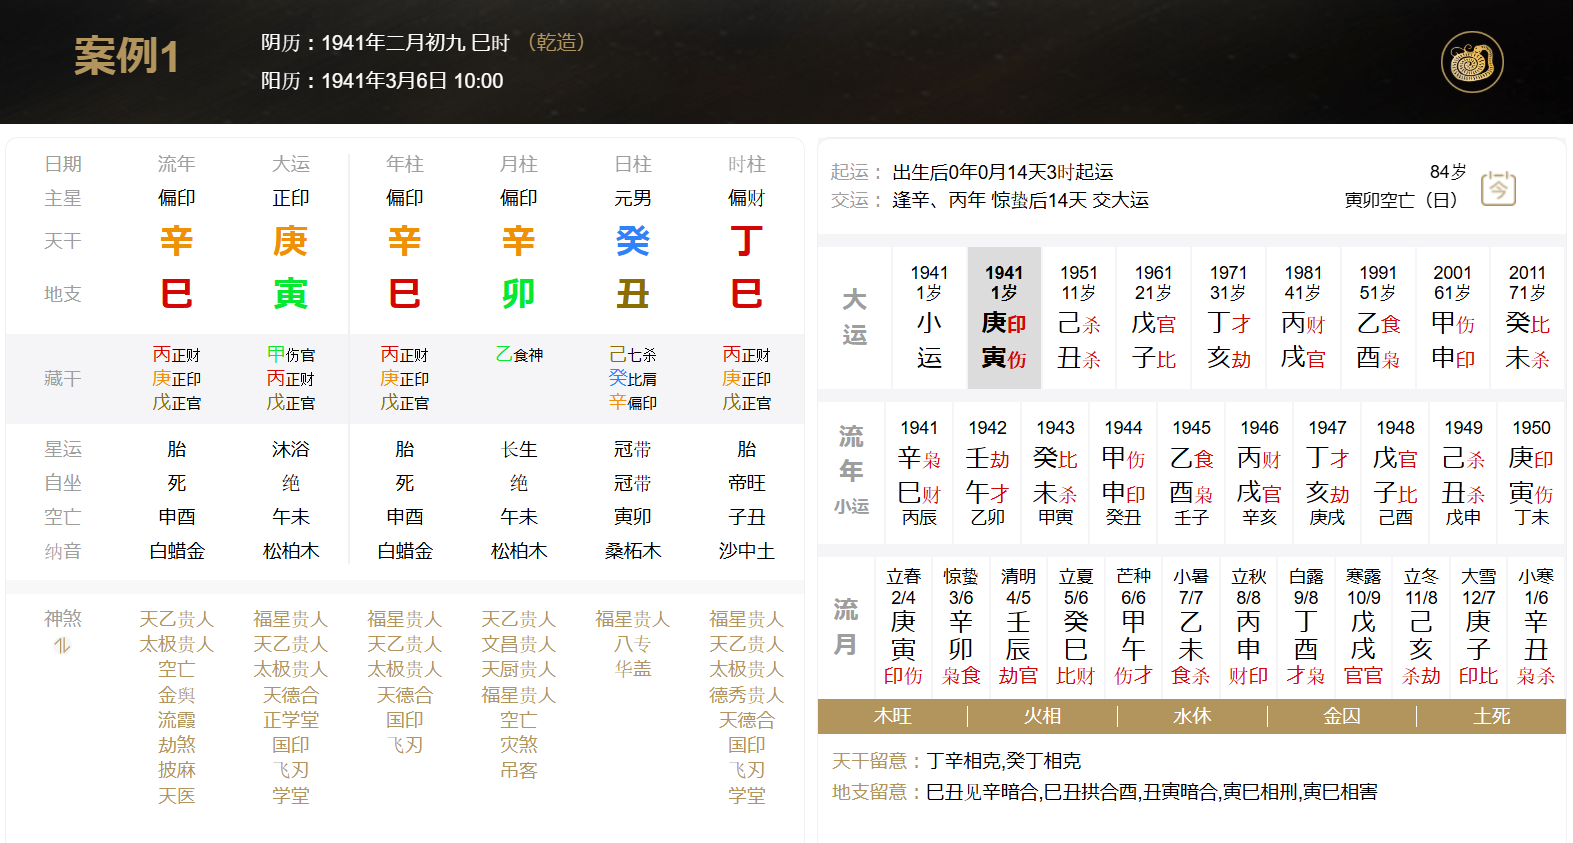 案例1
阴历：1941年二月初九 巳时 （乾造）
阳历：1941年3月6日 10:00
日期 流年 大运 年柱 月柱 日柱 时柱
主星 偏印 正印 偏印 偏印 元男 偏财
天干 辛 庚 辛 辛 癸 丁
地支 巳 寅 巳 卯 丑 巳
藏干
丙正财 甲伤官 丙正财 乙食神 己七杀 丙正财
庚正印 丙正财 庚正印 癸比肩 庚正印
戊正官 戊正官 戊正官 辛偏印 戊正官
星运 胎 沐浴 胎 长生 冠带 胎
自坐 死 绝 死 绝 冠带 帝旺
空亡 申酉 午未 申酉 午未 寅卯 子丑
纳音 白蜡金 松柏木 白蜡金 松柏木 桑柘木 沙中土
神煞 天乙贵人 福星贵人 福星贵人 天乙贵人 福星贵人 福星贵人
太极贵人 天乙贵人 天乙贵人 文昌贵人 八专 天乙贵人
空亡 太极贵人 太极贵人 天厨贵人 华盖 太极贵人
金舆 天德合 天德合 福星贵人 德秀贵人
流霞 正学堂 国印 空亡 天德合
劫煞 国印 飞刃 灾煞 国印
披麻 飞刃 吊客 飞刃
天医 学堂 学堂
起运： 出生后0年0月14天3时起运
交运： 逢辛、丙年 惊蛰后14天 交大运
84岁
寅卯空亡（日）
今
大运
1941 1941 1951 1961 1971 1981 1991 2001 2011
1岁 1岁 11岁 21岁 31岁 41岁 51岁 61岁 71岁
小 庚印 己杀 戊官 丁才 丙财 乙食 甲伤 癸比
运 寅伤 丑杀 子比 亥劫 戌官 酉枭 申印 未杀
流年
小运
1941 1942 1943 1944 1945 1946 1947 1948 1949 1950
辛枭 壬劫 癸比 甲伤 乙食 丙财 丁才 戊官 己杀 庚印
巳财 午才 未杀 申印 酉枭 戌官 亥劫 子比 丑杀 寅伤
丙辰 乙卯 甲寅 癸丑 壬子 辛亥 庚戌 己酉 戊申 丁未
流月
立春 惊蛰 清明 立夏 芒种 小暑 立秋 白露 寒露 立冬 大雪 小寒
2/4 3/6 4/5 5/6 6/6 7/7 8/8 9/8 10/9 11/8 12/7 1/6
庚 辛 壬 癸 甲 乙 丙 丁 戊 己 庚 辛
寅 卯 辰 巳 午 未 申 酉 戌 亥 子 丑
印伤 枭食 劫官 比财 伤才 食杀 财印 才枭 官官 杀劫 印比 枭杀
木旺 火相 水休 金囚 土死
天干留意：丁辛相克,癸丁相克
地支留意：巳丑见辛暗合,巳丑拱合酉,丑寅暗合,寅巳相刑,寅巳相害